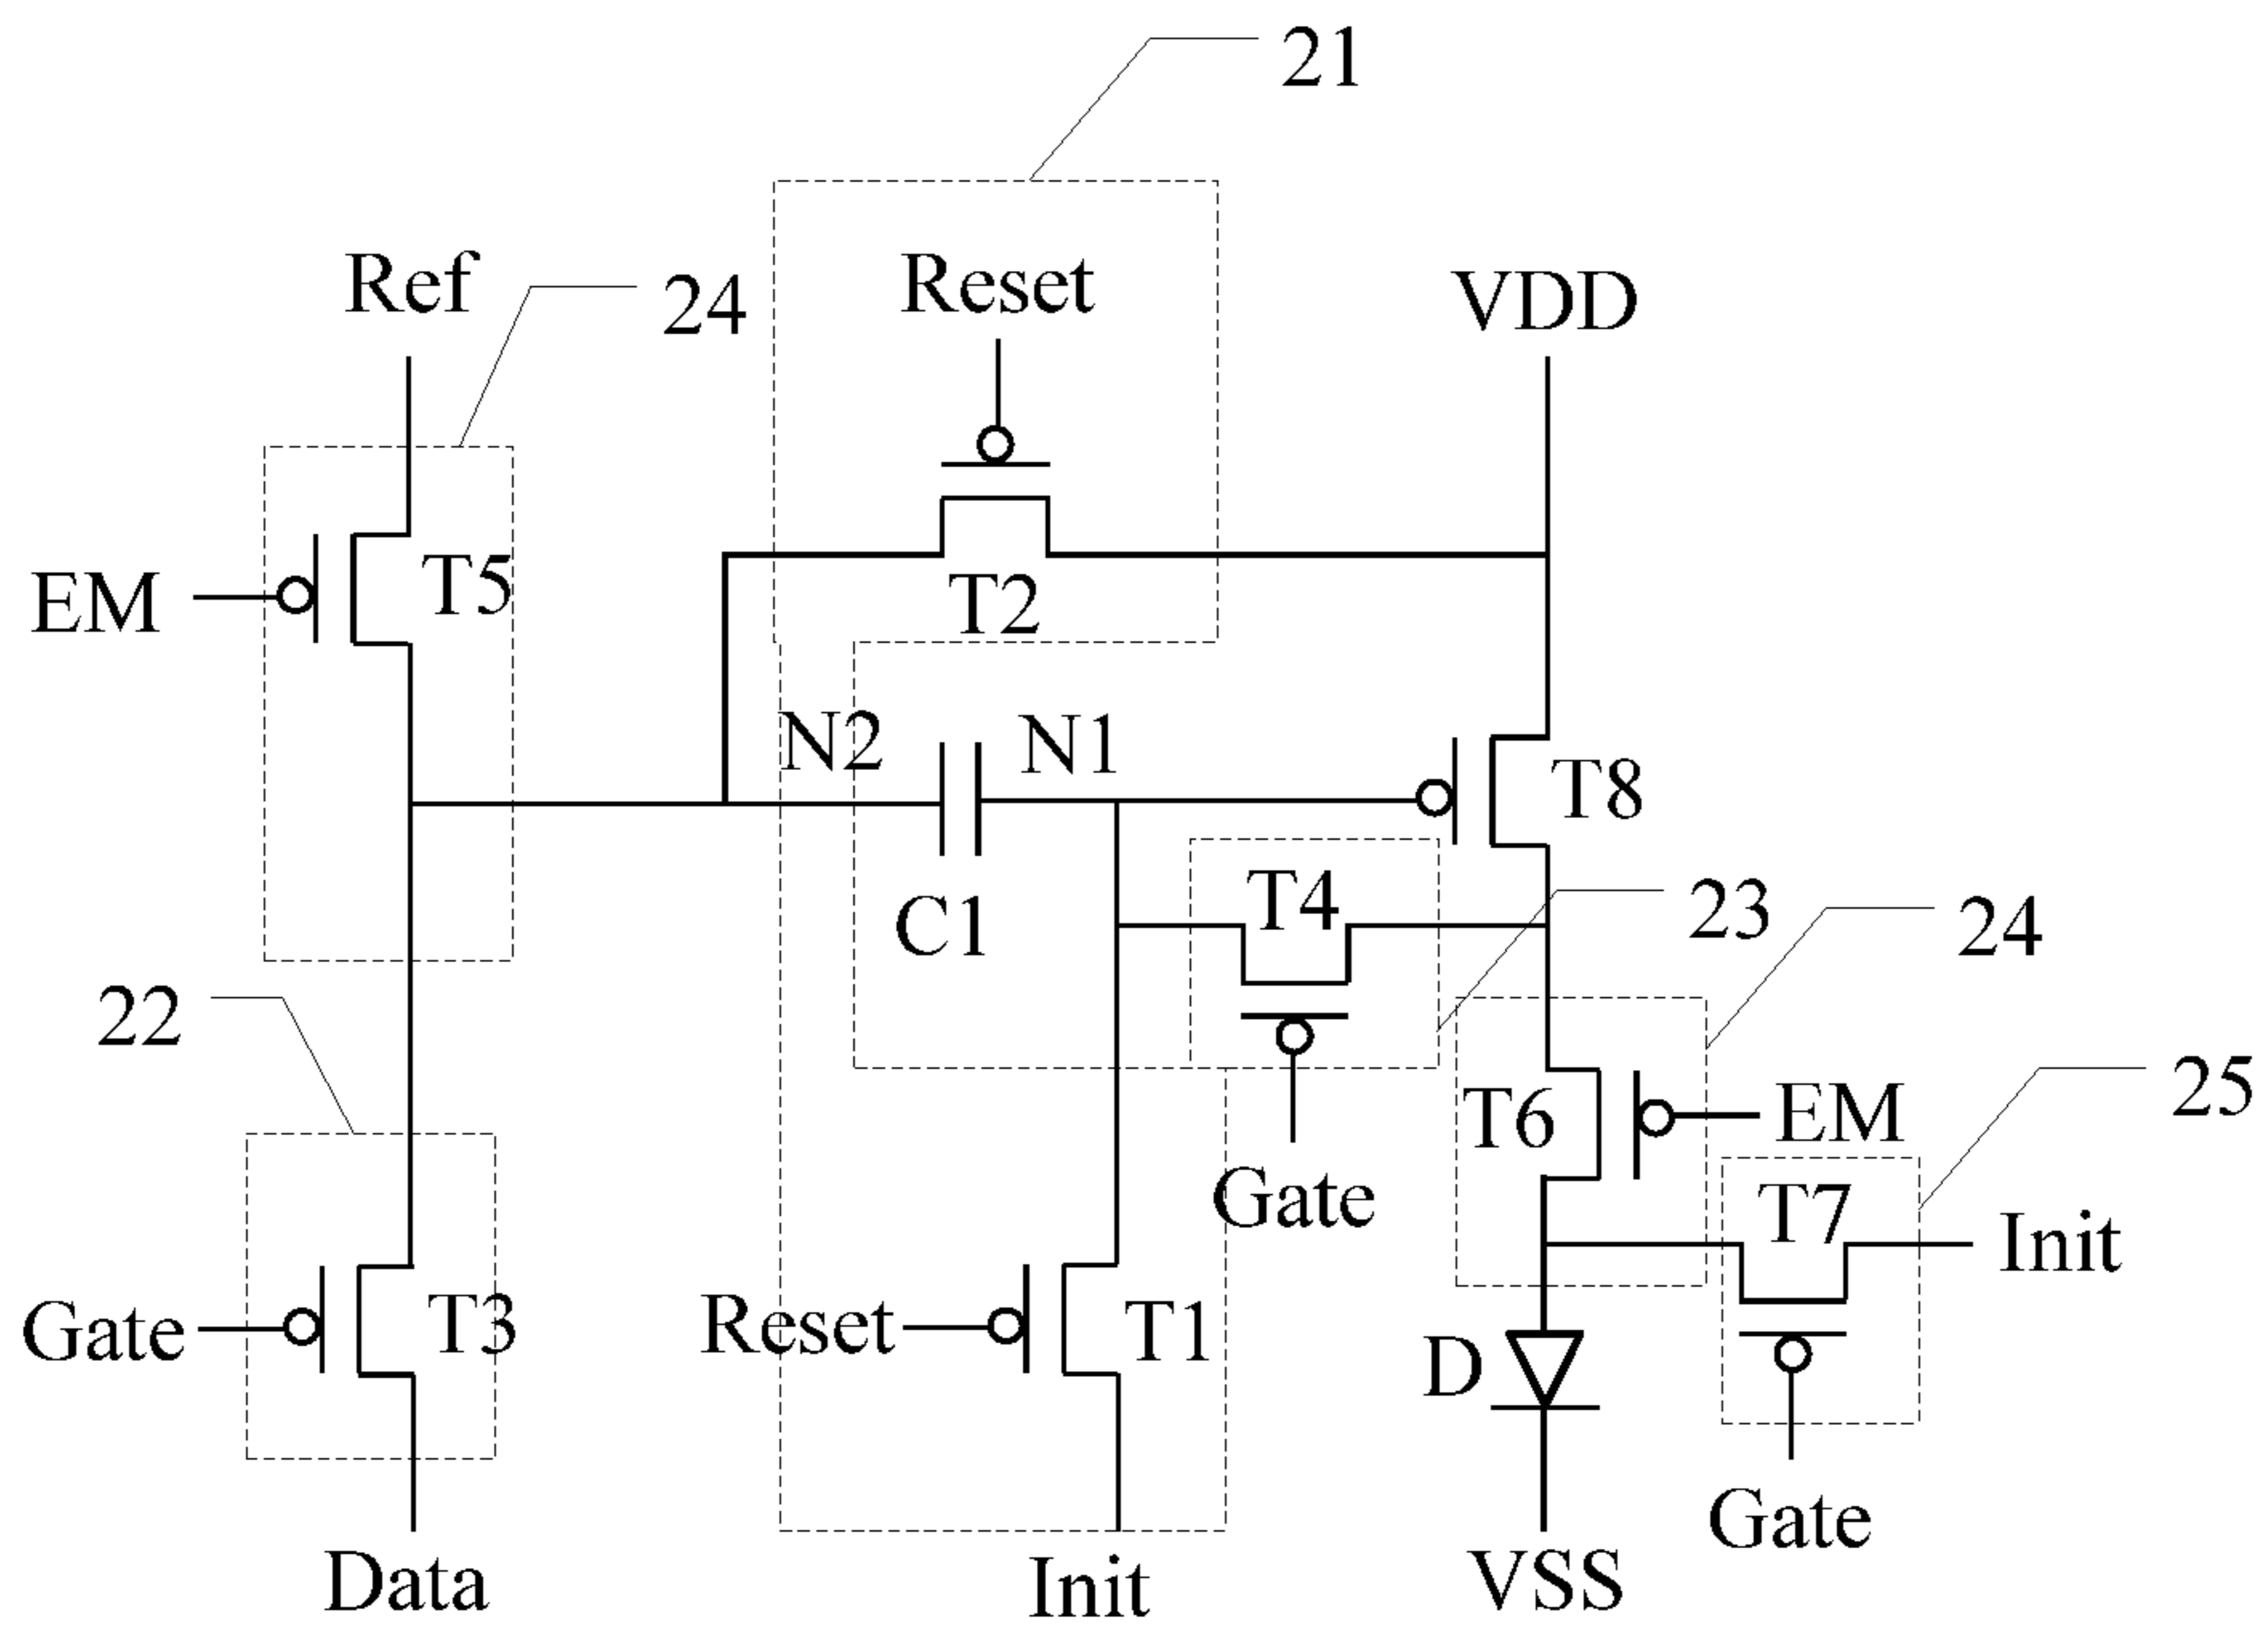 21
Ref
24
Reset
VDD
EM
T5
T2
N2
N1
T8
C1
T4
23
24
22
T6
EM
25
Gate
T7
Init
Gate
T3
Reset
T1
D
Gate
Data
Init
VSS